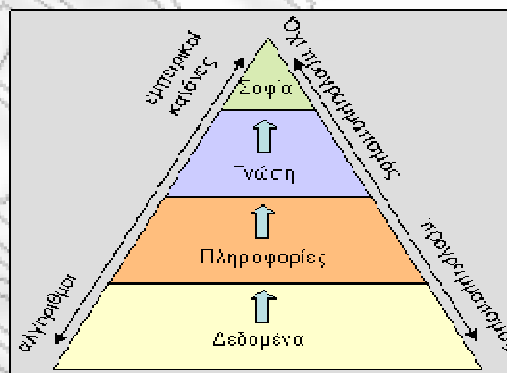 εμπειρικοί
κανόνες
Όχι προγραμματισμός
Σοφία
Γνώση
Πληροφορίες
αλγόριθμοι
προγραμματισμός
Δεδομένα